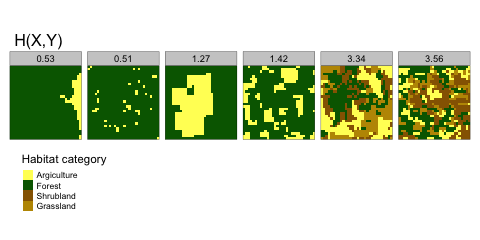 H(X,Y)
0.53 0.51 1.27 1.42 3.34 3.56
Habitat category
Argiculture
Forest
Shrubland
Grassland